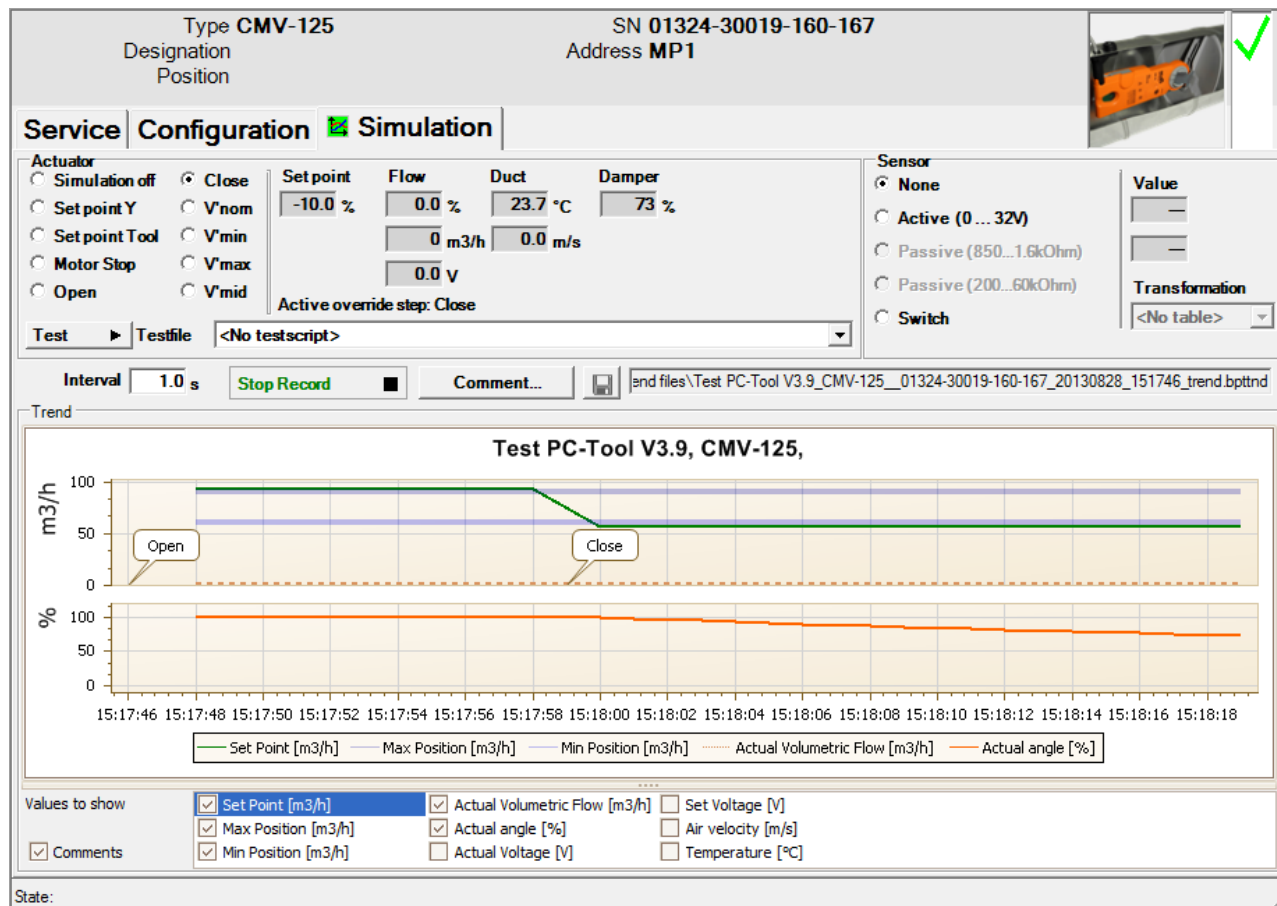 Type CMV-125 SN 01324-30019-160-167
Designation Address MP1
Position
Service Configuration Simulation
Actuator
Simulation off Close Setpoint Flow Duct Damper
Setpoint Y V'nom -10.0 % 0.0 % 23.7 °C 73 %
Setpoint Tool V'min 0 m3/h 0.0 m/s
Motor Stop V'max 0.0 V
Open V'mid Active override step: Close
Test Testfile <No testscript>
Sensor
None Value
Active (0 ... 32V) —
Passive (850...1.6kOhm) —
Passive (200...60kOhm) Transformation
Switch <No table>
Interval 1.0 s Stop Record Comment... end files\Test PC-Tool V3.9_CMV-125__01324-30019-160-167_20130828_151746_trend.bpttnd
Trend
Test PC-Tool V3.9, CMV-125,
m3/h
100
50
0
Open
Close
%
100
50
0
15:17:46 15:17:48 15:17:50 15:17:52 15:17:54 15:17:56 15:17:58 15:18:00 15:18:02 15:18:04 15:18:06 15:18:08 15:18:10 15:18:12 15:18:14 15:18:16 15:18:18
Set Point [m3/h] Max Position [m3/h] Min Position [m3/h] Actual Volumetric Flow [m3/h] Actual angle [%]
Values to show Set Point [m3/h] Actual Volumetric Flow [m3/h] Set Voltage [V]
Max Position [m3/h] Actual angle [%] Air velocity [m/s]
Comments Min Position [m3/h] Actual Voltage [V] Temperature [°C]
State: